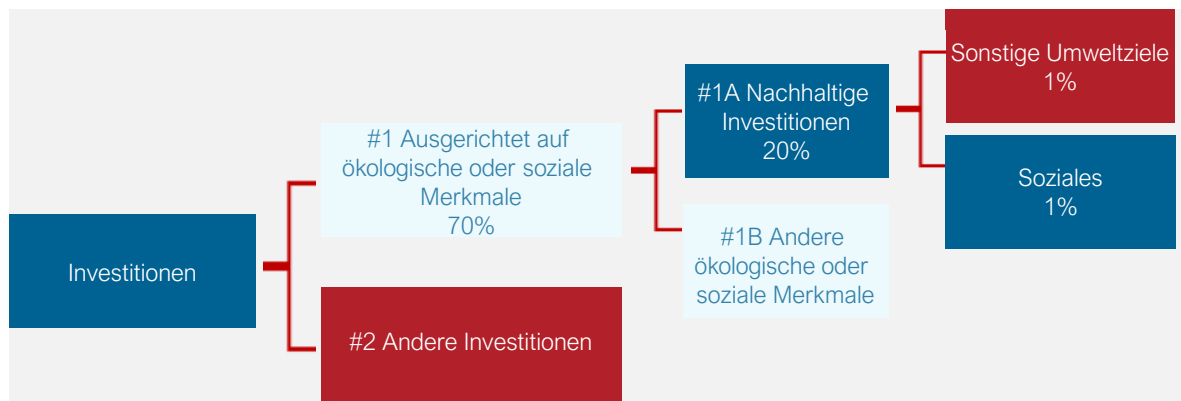 Investitionen
#1 Ausgerichtet auf
ökologische oder soziale
Merkmale
70%
#2 Andere Investitionen
#1A Nachhaltige
Investitionen
20%
#1B Andere
ökologische oder
soziale Merkmale
Sonstige Umweltziele
1%
Soziales
1%